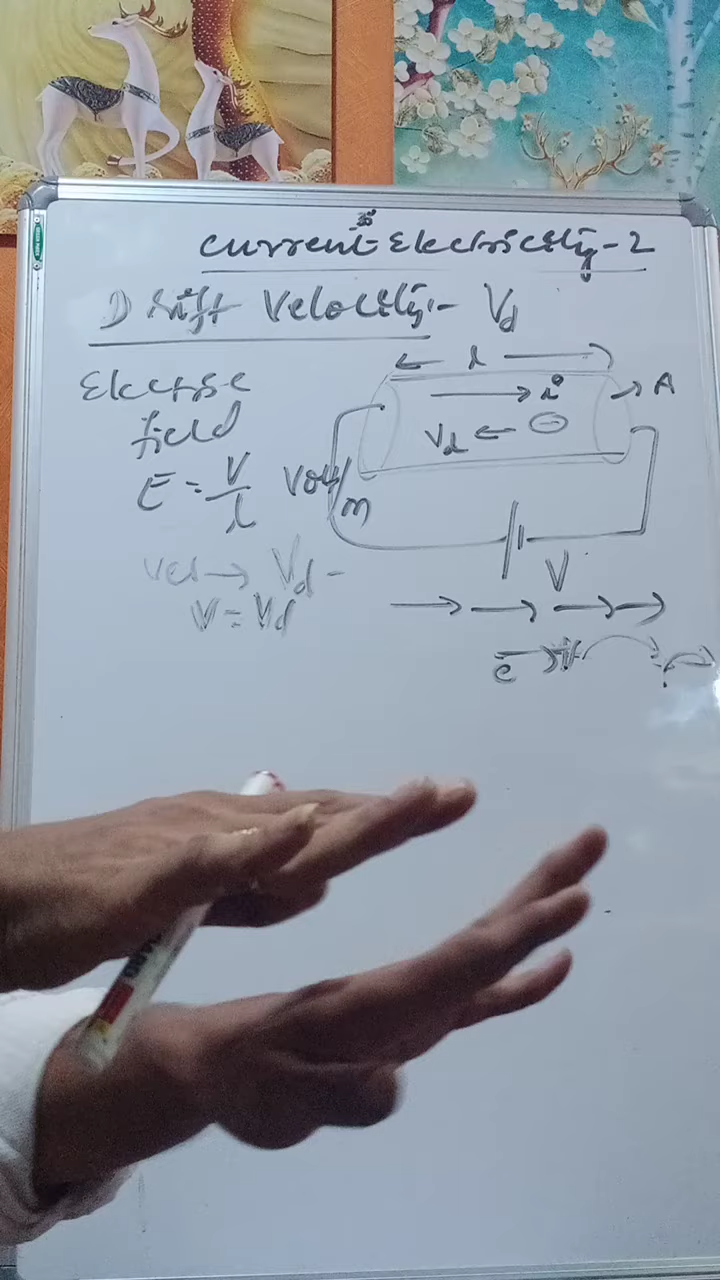 ॐ
Current Electricity-2
Drift Velocity:- Vd
Electric
field
E = V/l Volt/m
l
i
A
Vd ← ⊖
V
vel → Vd -
V = Vd
e